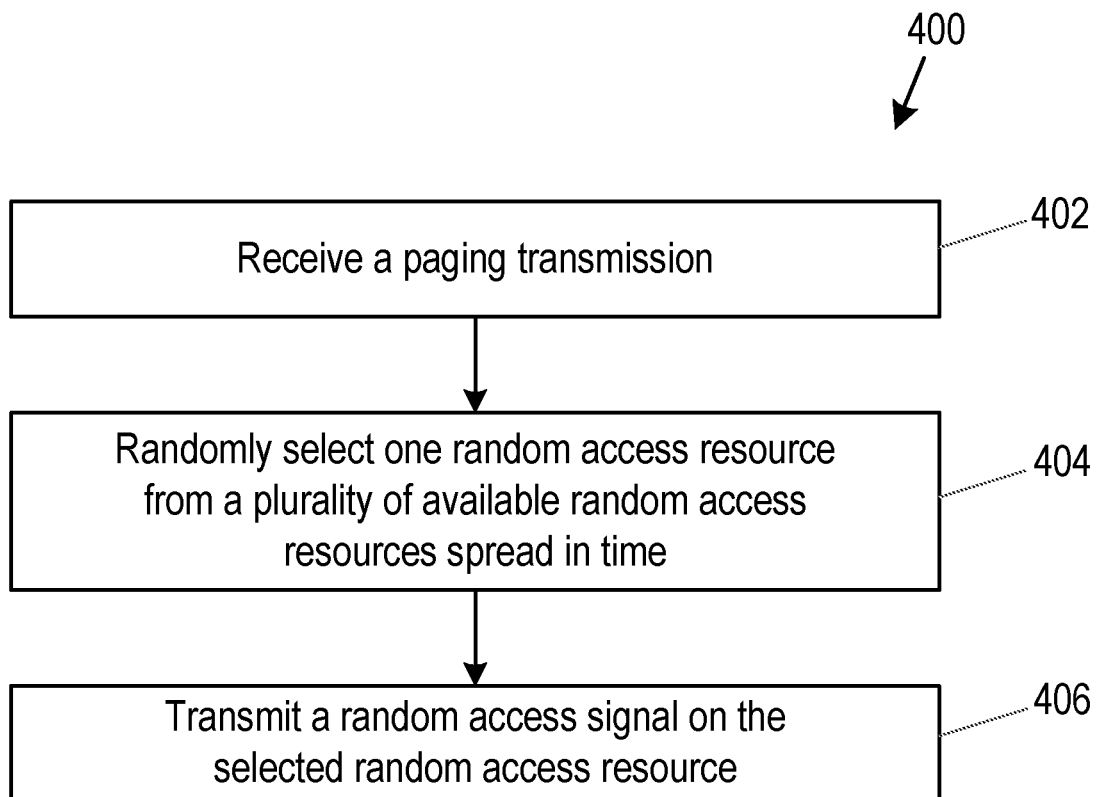 400
402
Receive a paging transmission
Randomly select one random access resource
from a plurality of available random access
resources spread in time
404
Transmit a random access signal on the
selected random access resource
406